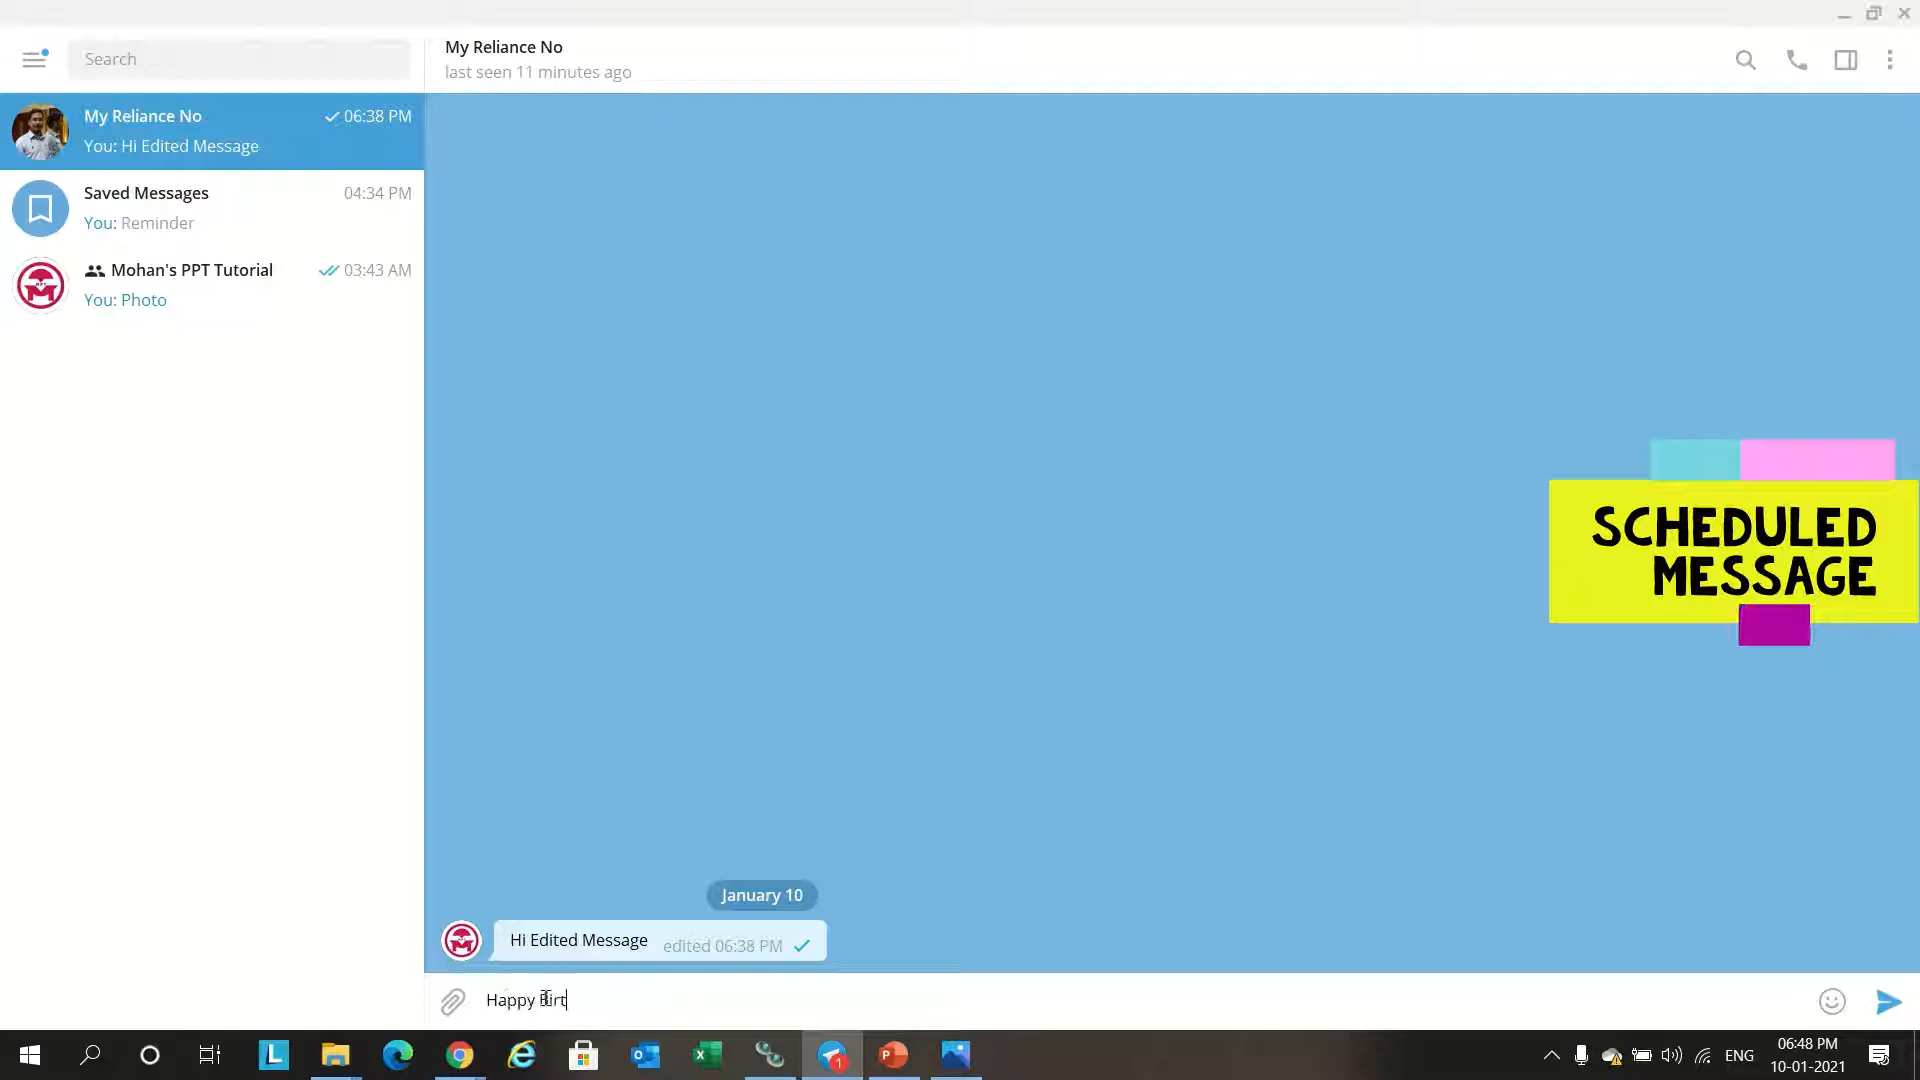 Search
My Reliance No
last seen 11 minutes ago
My Reliance No
06:38 PM
You: Hi Edited Message
Saved Messages
04:34 PM
You: Reminder
Mohan's PPT Tutorial
03:43 AM
You: Photo
SCHEDULED
MESSAGE
January 10
Hi Edited Message
edited 06:38 PM
Happy Birt
ENG
06:48 PM
10-01-2021